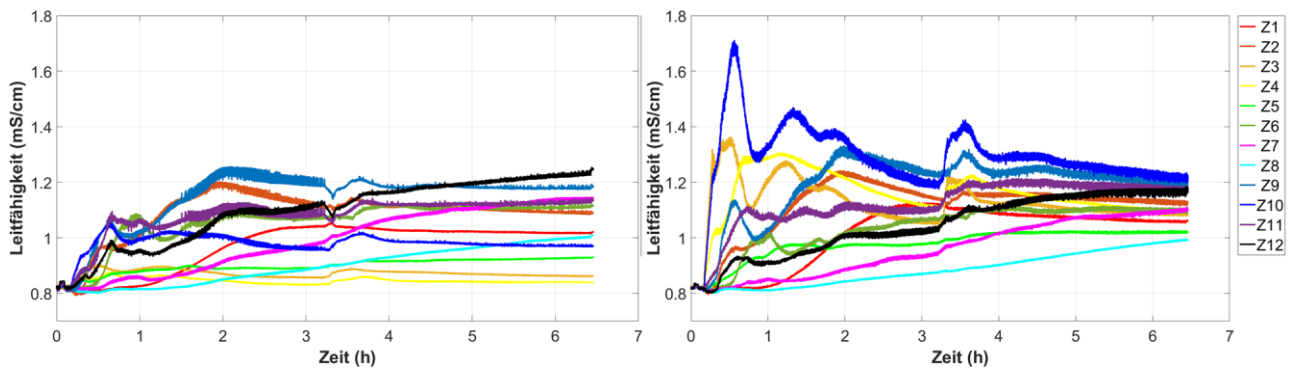 1.8
1.6
1.4
1.2
1
0.8
Leitfähigkeit (mS/cm)
0
1
2
3
4
5
6
7
Zeit (h)
1.8
1.6
1.4
1.2
1
0.8
Leitfähigkeit (mS/cm)
0
1
2
3
4
5
6
7
Zeit (h)
Z1
Z2
Z3
Z4
Z5
Z6
Z7
Z8
Z9
Z10
Z11
Z12